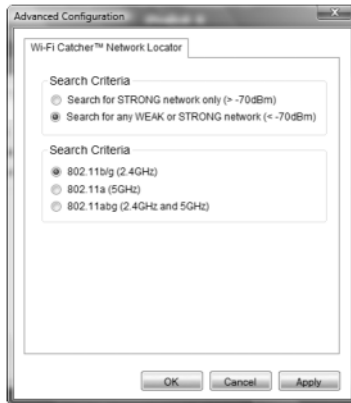 Advanced Configuration
Wi-Fi Catcher™ Network Locator
Search Criteria
Search for STRONG network only (> -70dBm)
Search for any WEAK or STRONG network (< -70dBm)
Search Criteria
802.11b/g (2.4GHz)
802.11a (5GHz)
802.11abg (2.4GHz and 5GHz)
OK Cancel Apply